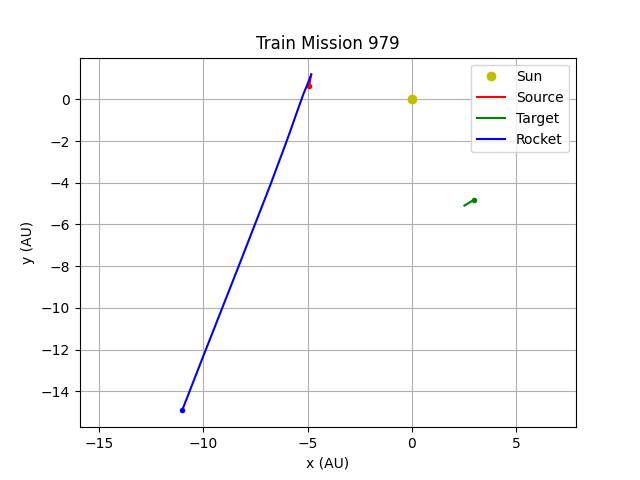 Train Mission 979
Sun
Source
Target
Rocket
0
−2
−4
−6
−8
−10
−12
−14
y (AU)
−15
−10
−5
0
5
x (AU)